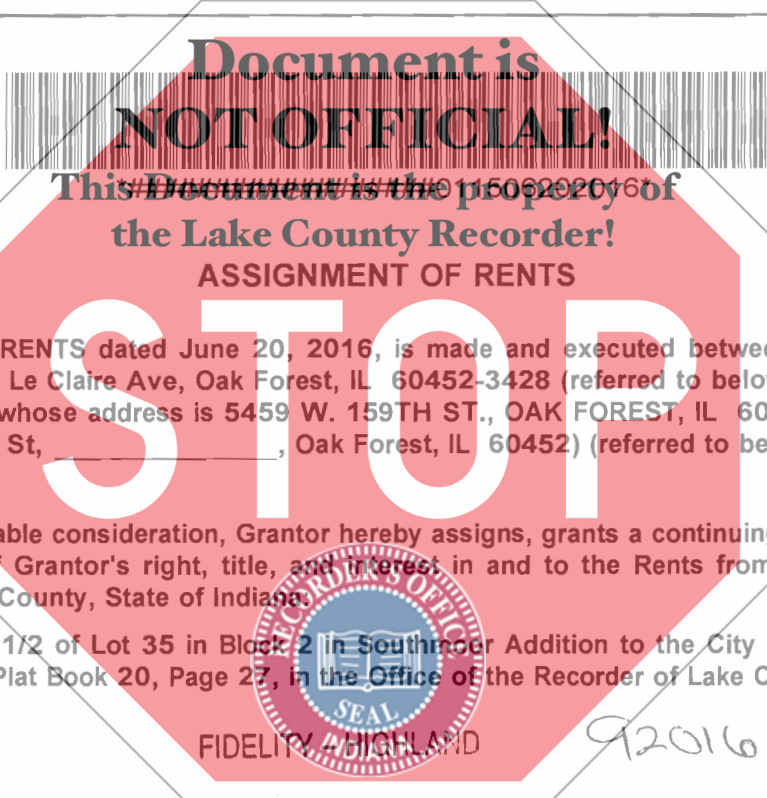 Document is
NOT OFFICIAL!
This Document is the property of
*##################011506202016*
the Lake County Recorder!
ASSIGNMENT OF RENTS
STOP
RENTS dated June 20, 2016, is made and executed betwee
Le Claire Ave, Oak Forest, IL 60452-3428 (referred to belo
whose address is 5459 W. 159TH ST., OAK FOREST, IL 60
St, _______________, Oak Forest, IL 60452) (referred to be
able consideration, Grantor hereby assigns, grants a continuing
f Grantor's right, title, and interest in and to the Rents from
County, State of Indiana:
1/2 of Lot 35 in Block 2 in Southmoor Addition to the City
Plat Book 20, Page 27, in the Office of the Recorder of Lake C
RECORDER'S OFFICE
SEAL
FIDELITY - HIGHLAND
92016